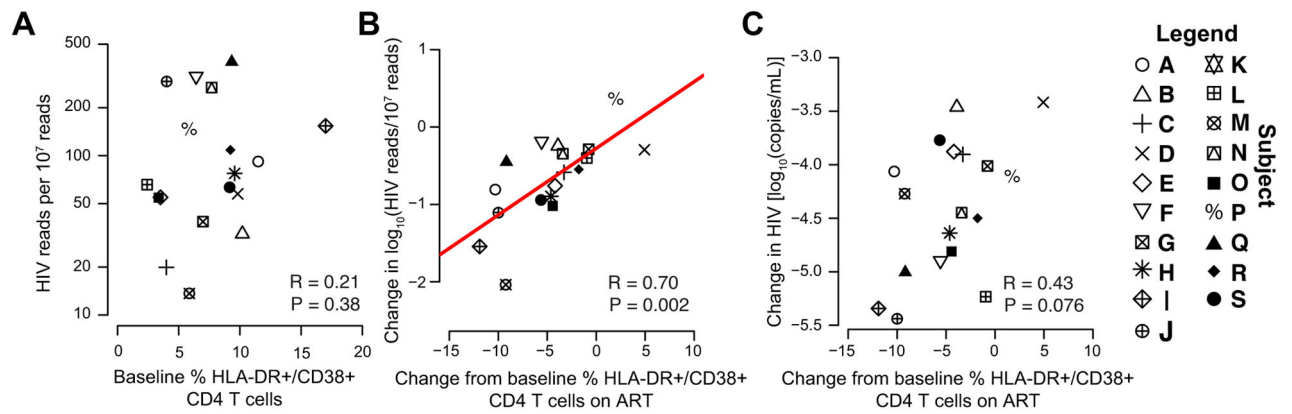 A
HIV reads per 10⁷ reads
500
200
100
50
20
10
%
R = 0.21
P = 0.38
0 5 10 15 20
Baseline % HLA-DR+/CD38+
CD4 T cells
B
Change in log₁₀(HIV reads/10⁷ reads)
1
0
−1
−2
%
R = 0.70
P = 0.002
−15 −10 −5 0 5 10
Change from baseline % HLA-DR+/CD38+
CD4 T cells on ART
C
Change in HIV [log₁₀(copies/mL)]
−3.0
−3.5
−4.0
−4.5
−5.0
−5.5
%
R = 0.43
P = 0.076
−15 −10 −5 0 5 10
Change from baseline % HLA-DR+/CD38+
CD4 T cells on ART
Legend
A
B
C
D
E
F
G
H
I
J
K
L
M
N
O
% P
Q
R
S
Subject